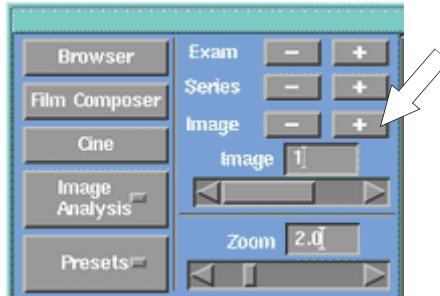 Browser
Film Composer
Cine
Image
Analysis
Presets
Exam - +
Series - +
Image - +
Image 1
Zoom 2.0